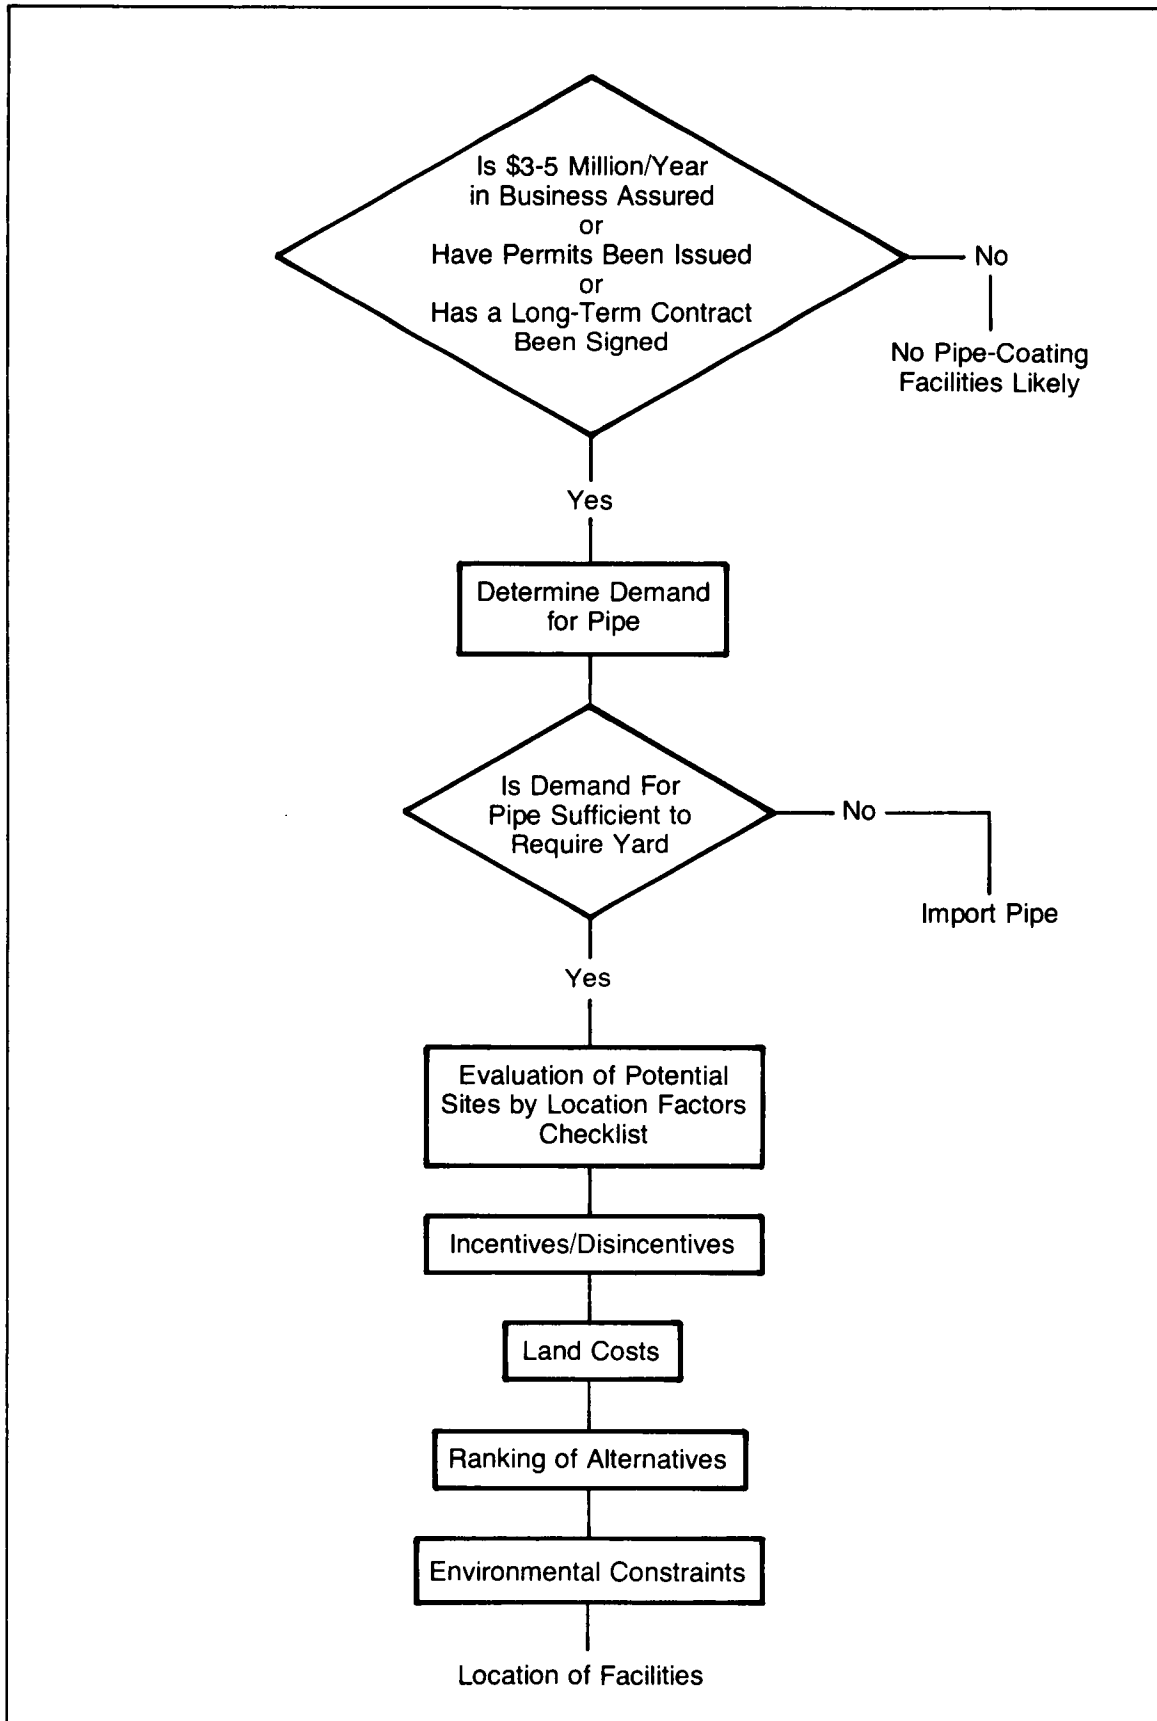 Is $3-5 Million/Year
in Business Assured
or
Have Permits Been Issued
or
Has a Long-Term Contract
Been Signed
No
No Pipe-Coating
Facilities Likely
Yes
Determine Demand
for Pipe
Is Demand For
Pipe Sufficient to
Require Yard
No
Import Pipe
Yes
Evaluation of Potential
Sites by Location Factors
Checklist
Incentives/Disincentives
Land Costs
Ranking of Alternatives
Environmental Constraints
Location of Facilities